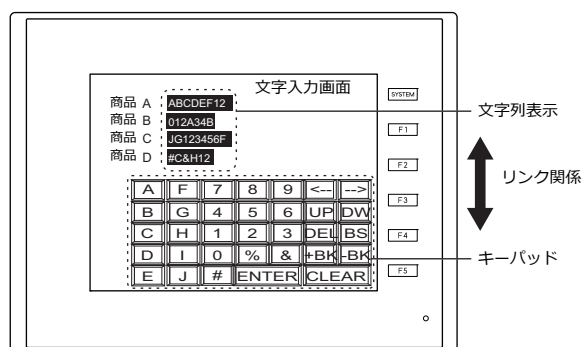 文字入力画面
商品 A ABCDEF12
商品 B 012A34B
商品 C JG123456F
商品 D #C&H12
A F 7 8 9 <-- -->
B G 4 5 6 UP DW
C H 1 2 3 DEL BS
D I 0 % & +BK -BK
E J # ENTER CLEAR
SYSTEM
F1
F2
F3
F4
F5
文字列表示
リンク関係
キーパッド